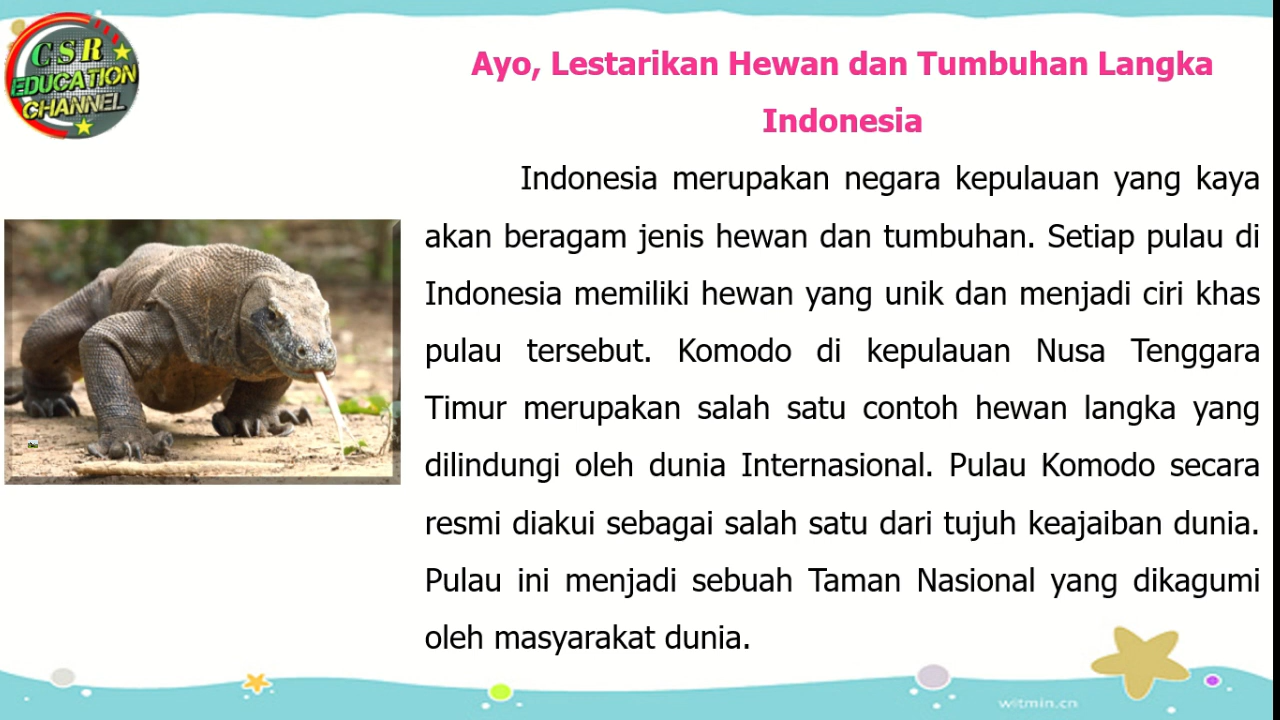 CSR
EDUCATION
CHANNEL
Ayo, Lestarikan Hewan dan Tumbuhan Langka
Indonesia
Indonesia merupakan negara kepulauan yang kaya
akan beragam jenis hewan dan tumbuhan. Setiap pulau di
Indonesia memiliki hewan yang unik dan menjadi ciri khas
pulau tersebut. Komodo di kepulauan Nusa Tenggara
Timur merupakan salah satu contoh hewan langka yang
dilindungi oleh dunia Internasional. Pulau Komodo secara
resmi diakui sebagai salah satu dari tujuh keajaiban dunia.
Pulau ini menjadi sebuah Taman Nasional yang dikagumi
oleh masyarakat dunia.
witmin.cn